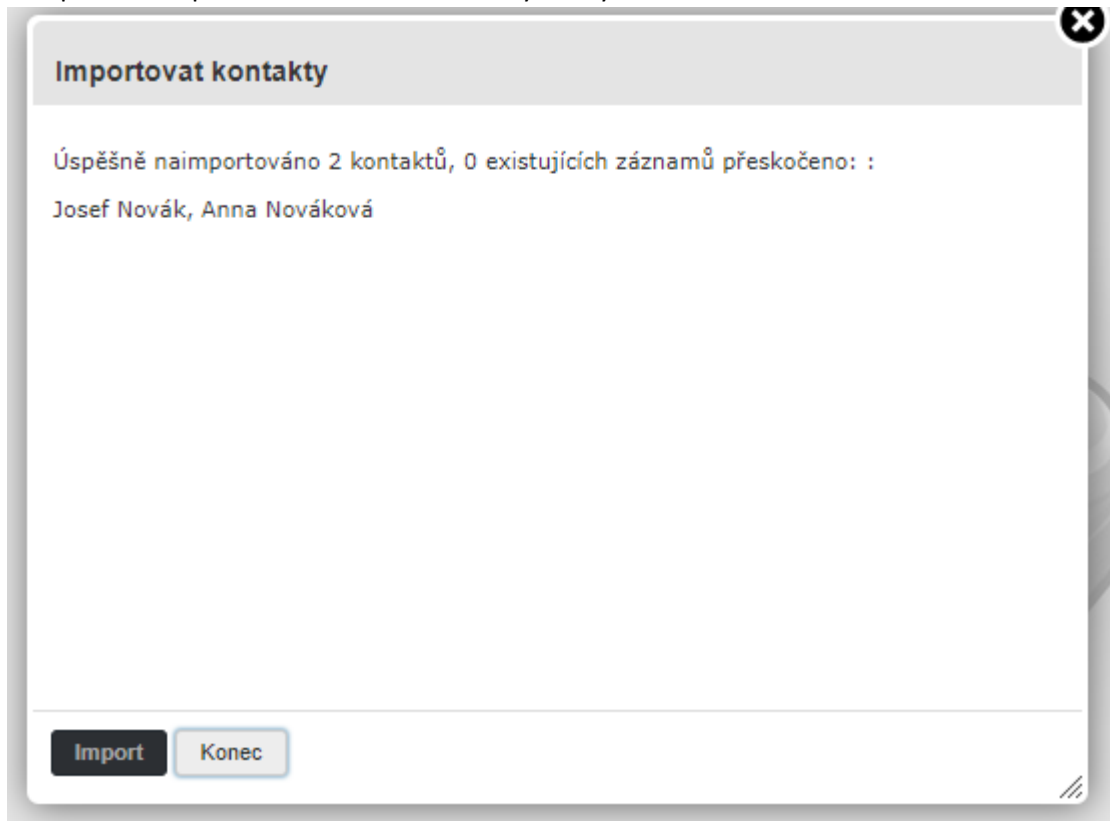 Importovat kontakty
Úspěšně naimportováno 2 kontaktů, 0 existujících záznamů přeskočeno: :
Josef Novák, Anna Nováková
Import
Konec